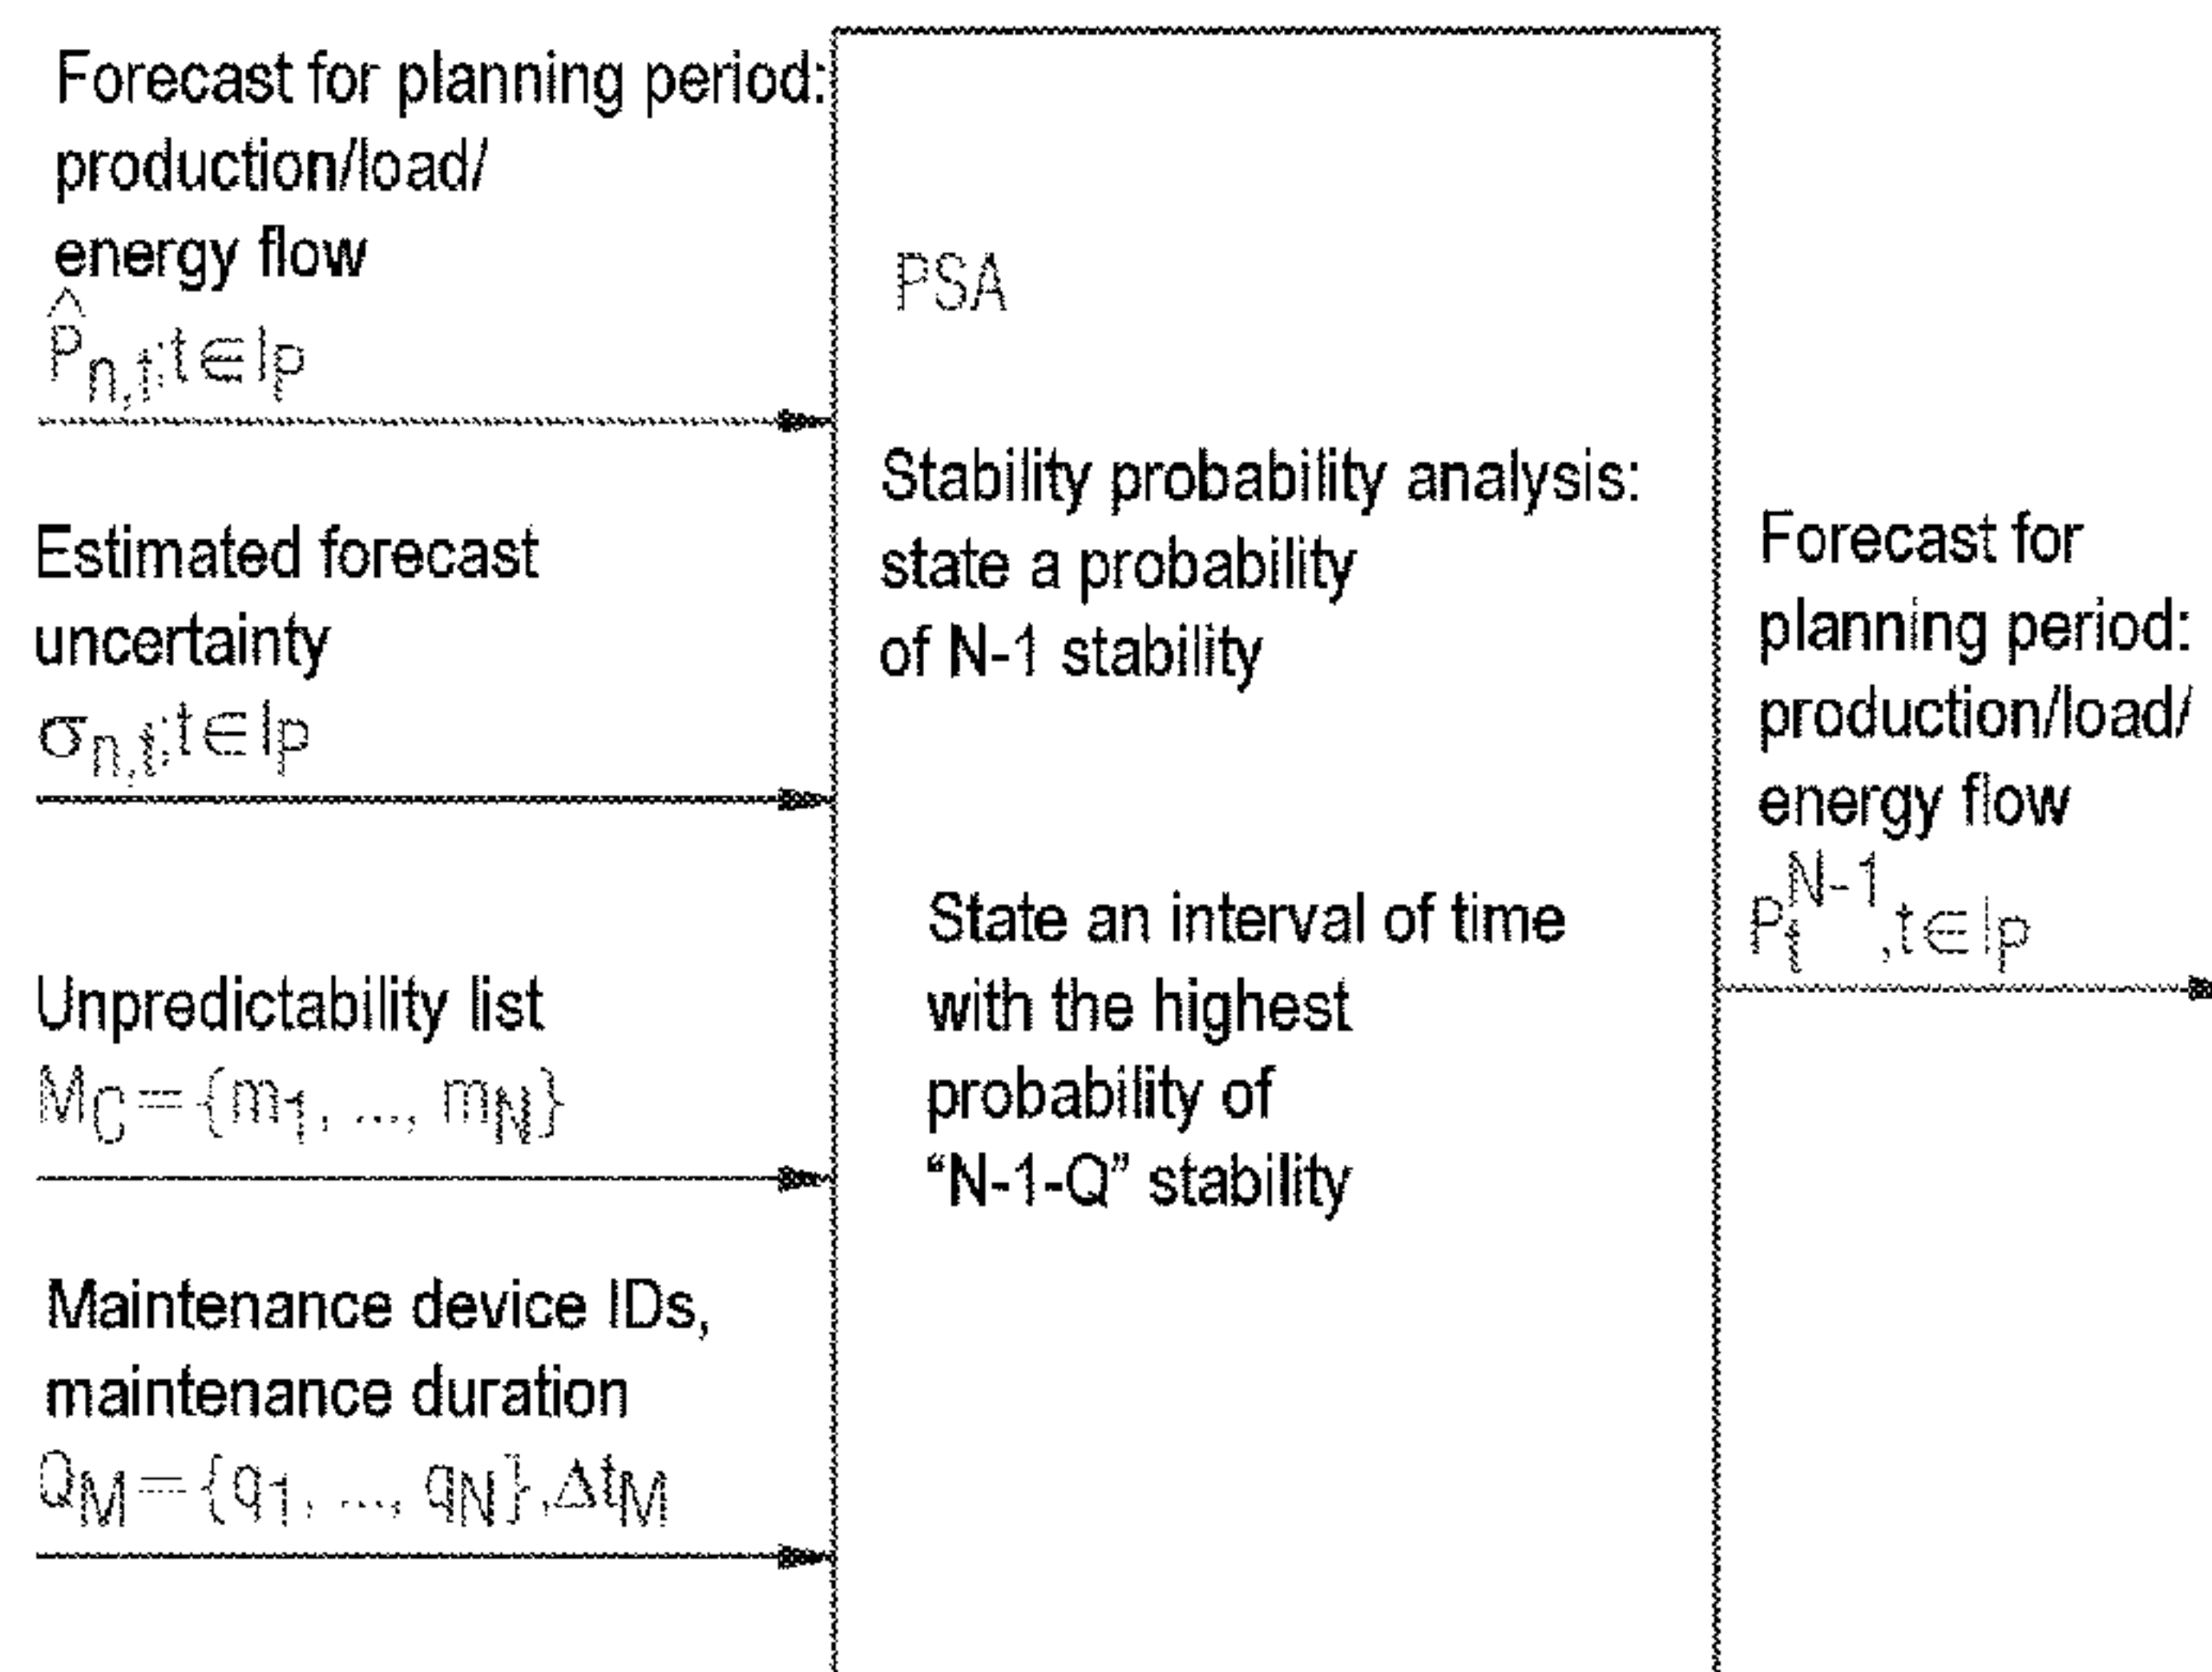 Forecast for planning period:
production/load/
energy flow
P̂n,t;t∈IP
Estimated forecast
uncertainty
σn,t;t∈IP
Unpredictability list
MC={m1, ..., mN}
Maintenance device IDs,
maintenance duration
QM={q1, ..., qN},ΔtM
PSA
Stability probability analysis:
state a probability
of N-1 stability
State an interval of time
with the highest
probability of
“N-1-Q” stability
Forecast for
planning period:
production/load/
energy flow
PtN-1,t∈IP